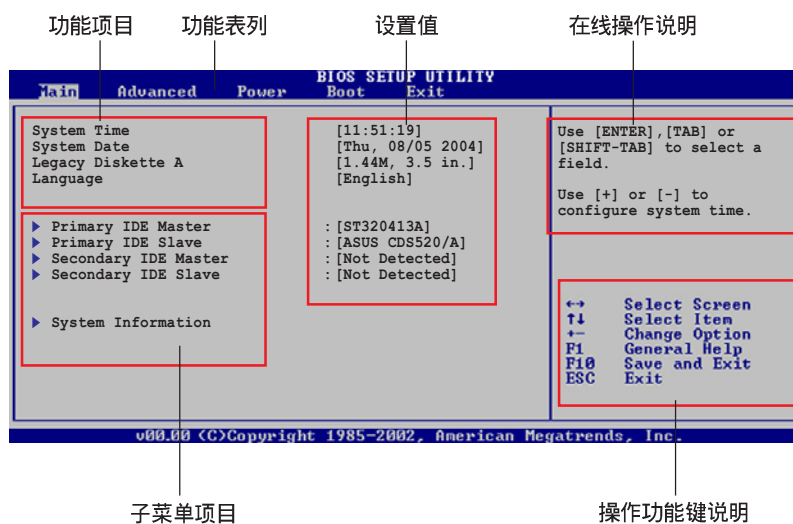 功能项目 功能表列 设置值 在线操作说明
BIOS SETUP UTILITY
Main Advanced Power Boot Exit
System Time [11:51:19]
System Date [Thu, 08/05 2004]
Legacy Diskette A [1.44M, 3.5 in.]
Language [English]
Primary IDE Master : [ST320413A]
Primary IDE Slave : [ASUS CDS520/A]
Secondary IDE Master : [Not Detected]
Secondary IDE Slave : [Not Detected]
System Information
Use [ENTER],[TAB] or
[SHIFT-TAB] to select a
field.
Use [+] or [-] to
configure system time.
↔ Select Screen
↑↓ Select Item
+- Change Option
F1 General Help
F10 Save and Exit
ESC Exit
v00.00 (C)Copyright 1985-2002, American Megatrends, Inc.
子菜单项目 操作功能键说明